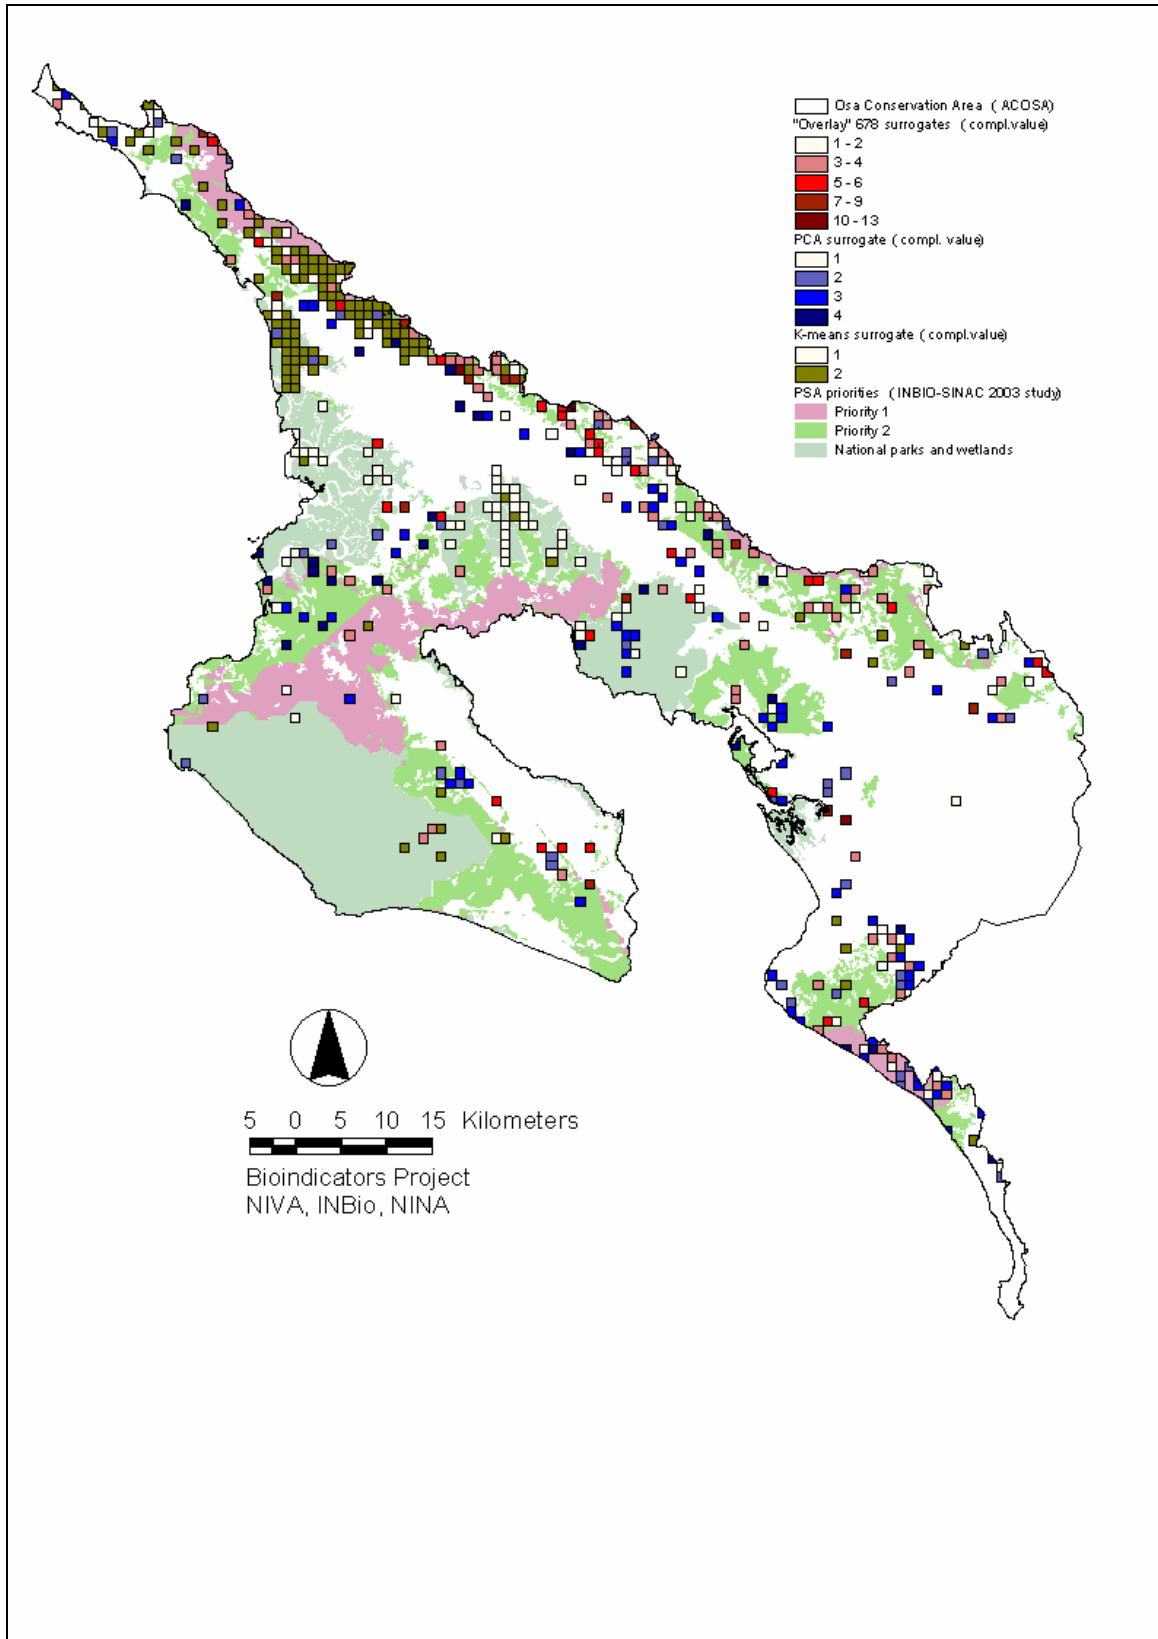 Osa Conservation Area ( ACOSA)
"Overlay" 678 surrogates ( compl.value)
1 - 2
3 - 4
5 - 6
7 - 9
10 - 13
PCA surrogate ( compl. value)
1
2
3
4
K-means surrogate ( compl.value)
1
2
PSA priorities ( INBIO-SINAC 2003 study)
Priority 1
Priority 2
National parks and wetlands
5 0 5 10 15 Kilometers
Bioindicators Project
NIVA, INBio, NINA